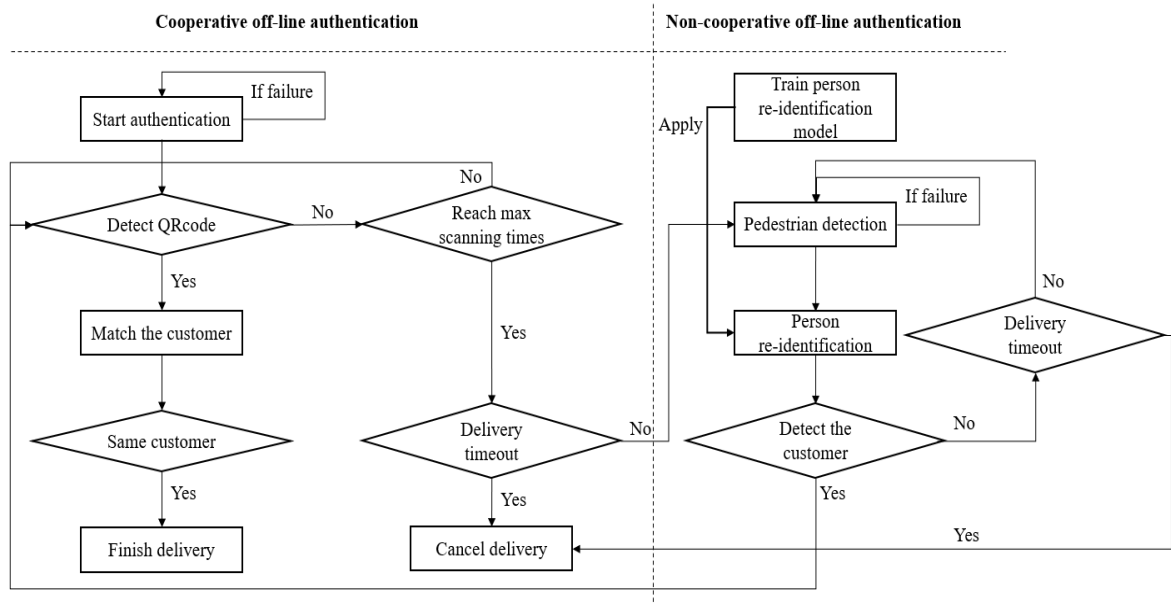 Cooperative off-line authentication
Non-cooperative off-line authentication
If failure
Start authentication
Train person
re-identification
model
Apply
No
No
If failure
Detect QRcode
No
Reach max
scanning times
Pedestrian detection
Yes
No
Match the customer
Yes
Person
re-identification
Delivery
timeout
Same customer
Delivery
timeout
No
Detect the
customer
No
Yes
Yes
Yes
Finish delivery
Cancel delivery
Yes